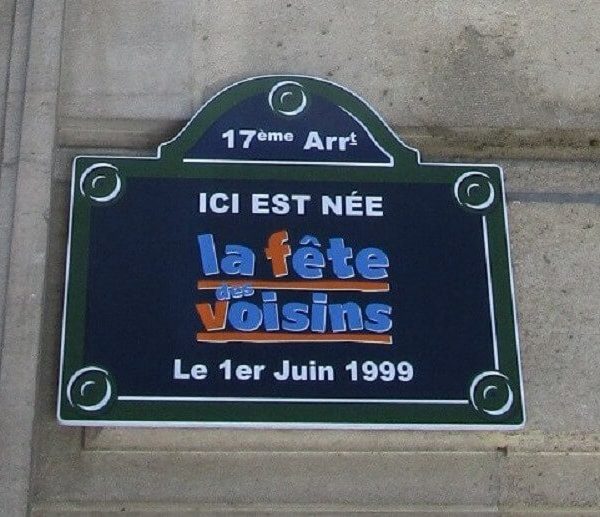 17ème Arrt
ICI EST NÉE
la fête
des
Voisins
Le 1er Juin 1999